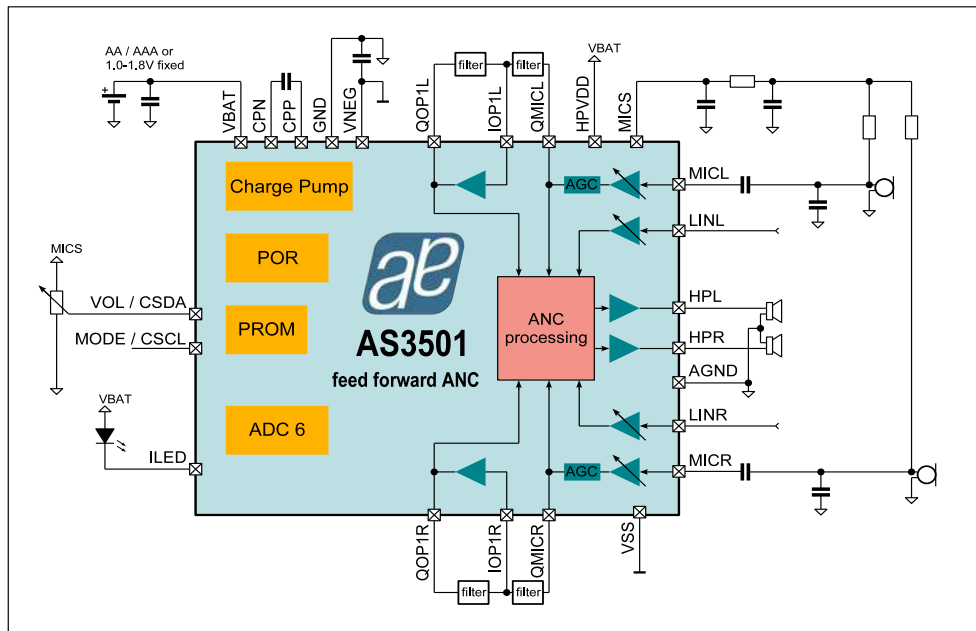 AA / AAA or
1.0-1.8V fixed
VBAT
CPN
CPP
GND
VNEG
QOP1L
filter
IOP1L
filter
QMICL
VBAT
HPVDD
MICS
Charge Pump
POR
PROM
ADC 6
ae
AS3501
feed forward ANC
AGC
ANC
processing
AGC
MICL
LINL
HPL
HPR
AGND
LINR
MICR
MICS
VOL / CSDA
MODE / CSCL
VBAT
ILED
QOP1R
IOP1R
QMICR
VSS
filter
filter